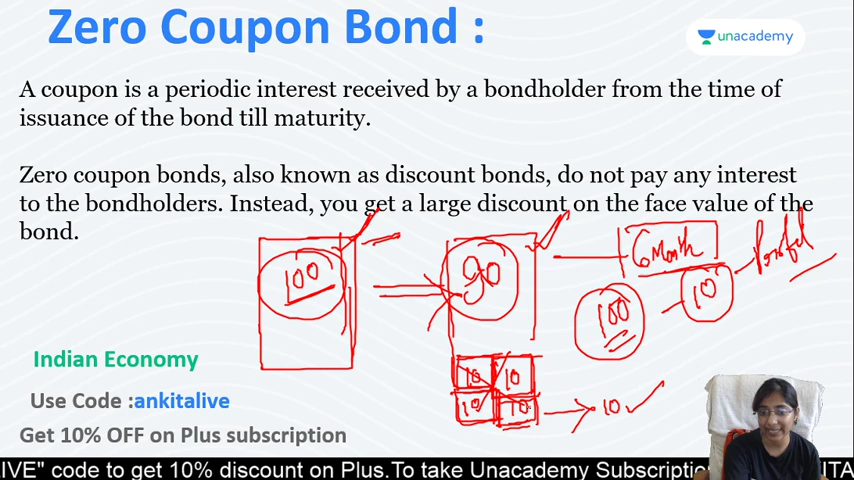 Zero Coupon Bond :
unacademy
A coupon is a periodic interest received by a bondholder from the time of
issuance of the bond till maturity.
Zero coupon bonds, also known as discount bonds, do not pay any interest
to the bondholders. Instead, you get a large discount on the face value of the
bond.
100
90
6 Month
100 - 10
10 10
10 10 → 10 ✓
Indian Economy
Use Code :ankitalive
Get 10% OFF on Plus subscription
IVE" code to get 10% discount on Plus.To take Unacademy Subscriptio